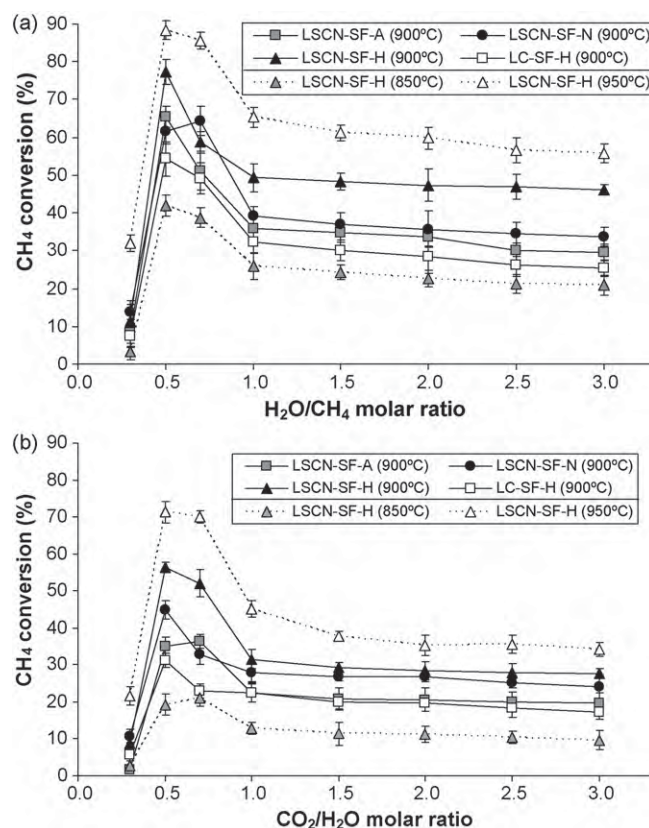 (a)
90
80
70
60
50
40
30
20
10
0
CH₄ conversion (%)
LSCN-SF-A (900ºC) LSCN-SF-N (900ºC)
LSCN-SF-H (900ºC) LC-SF-H (900ºC)
LSCN-SF-H (850ºC) LSCN-SF-H (950ºC)
0.0 0.5 1.0 1.5 2.0 2.5 3.0
H₂O/CH₄ molar ratio
(b)
90
80
70
60
50
40
30
20
10
0
CH₄ conversion (%)
LSCN-SF-A (900ºC) LSCN-SF-N (900ºC)
LSCN-SF-H (900ºC) LC-SF-H (900ºC)
LSCN-SF-H (850ºC) LSCN-SF-H (950ºC)
0.0 0.5 1.0 1.5 2.0 2.5 3.0
CO₂/H₂O molar ratio